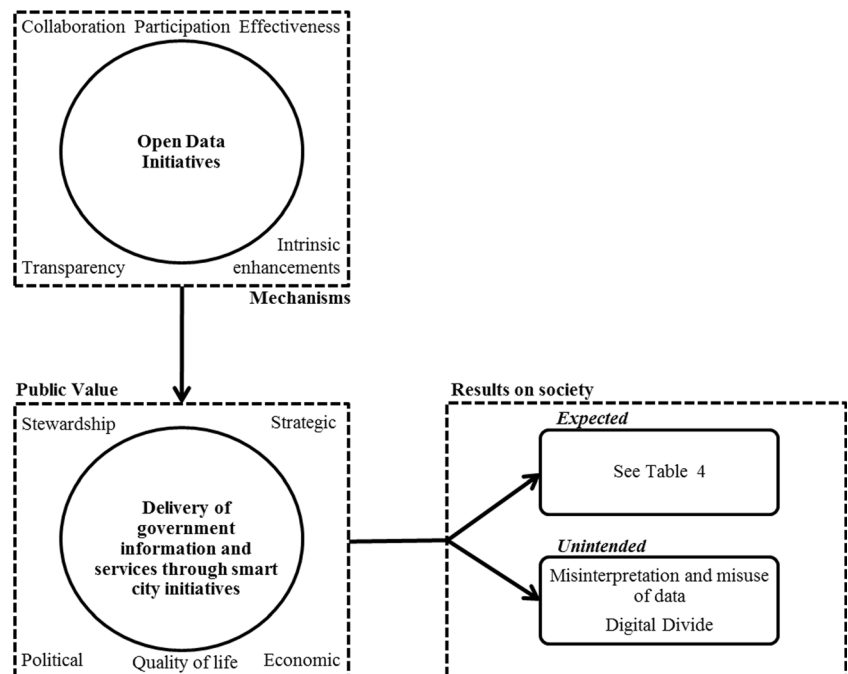 Collaboration Participation Effectiveness
Open Data
Initiatives
Transparency
Intrinsic
enhancements
Mechanisms
Public Value
Stewardship
Strategic
Delivery of
government
information and
services through smart
city initiatives
Political
Quality of life
Economic
Results on society
Expected
See Table 4
Unintended
Misinterpretation and misuse
of data
Digital Divide